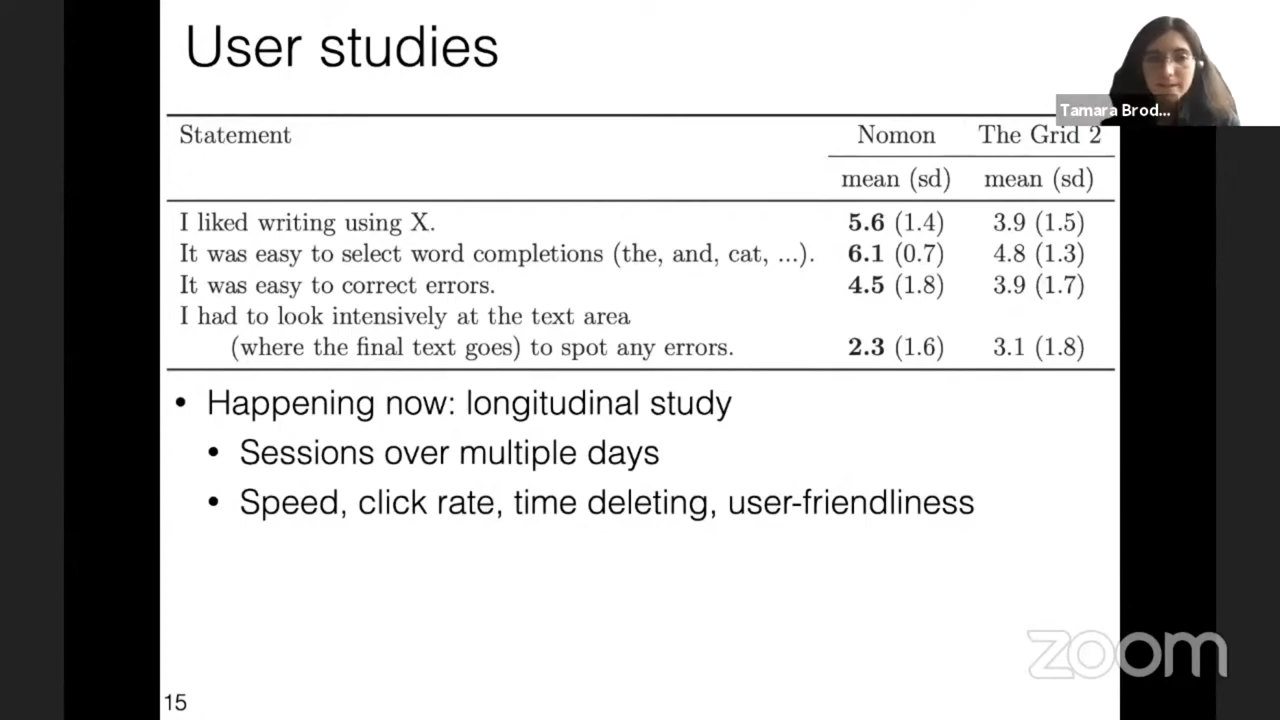 User studies
Tamara Brod...
Statement Nomon The Grid 2
mean (sd) mean (sd)
I liked writing using X. 5.6 (1.4) 3.9 (1.5)
It was easy to select word completions (the, and, cat, ...). 6.1 (0.7) 4.8 (1.3)
It was easy to correct errors. 4.5 (1.8) 3.9 (1.7)
I had to look intensively at the text area
(where the final text goes) to spot any errors. 2.3 (1.6) 3.1 (1.8)
• Happening now: longitudinal study
• Sessions over multiple days
• Speed, click rate, time deleting, user-friendliness
zoom
15